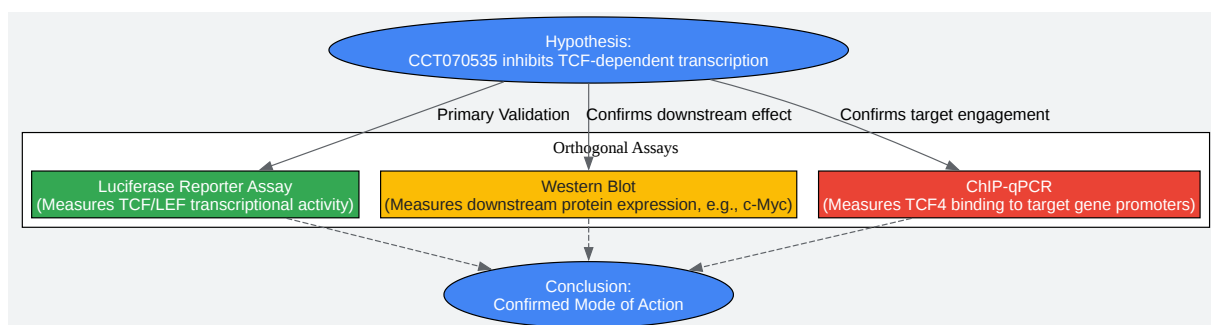 Hypothesis:
CCT070535 inhibits TCF-dependent transcription
Primary Validation
Confirms downstream effect
Confirms target engagement
Orthogonal Assays
Luciferase Reporter Assay
(Measures TCF/LEF transcriptional activity)
Western Blot
(Measures downstream protein expression, e.g., c-Myc)
ChIP-qPCR
(Measures TCF4 binding to target gene promoters)
Conclusion:
Confirmed Mode of Action